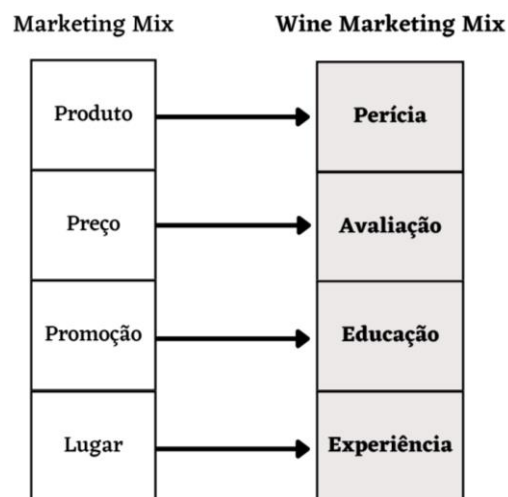 Marketing Mix Wine Marketing Mix
Produto Perícia
Preço Avaliação
Promoção Educação
Lugar Experiência